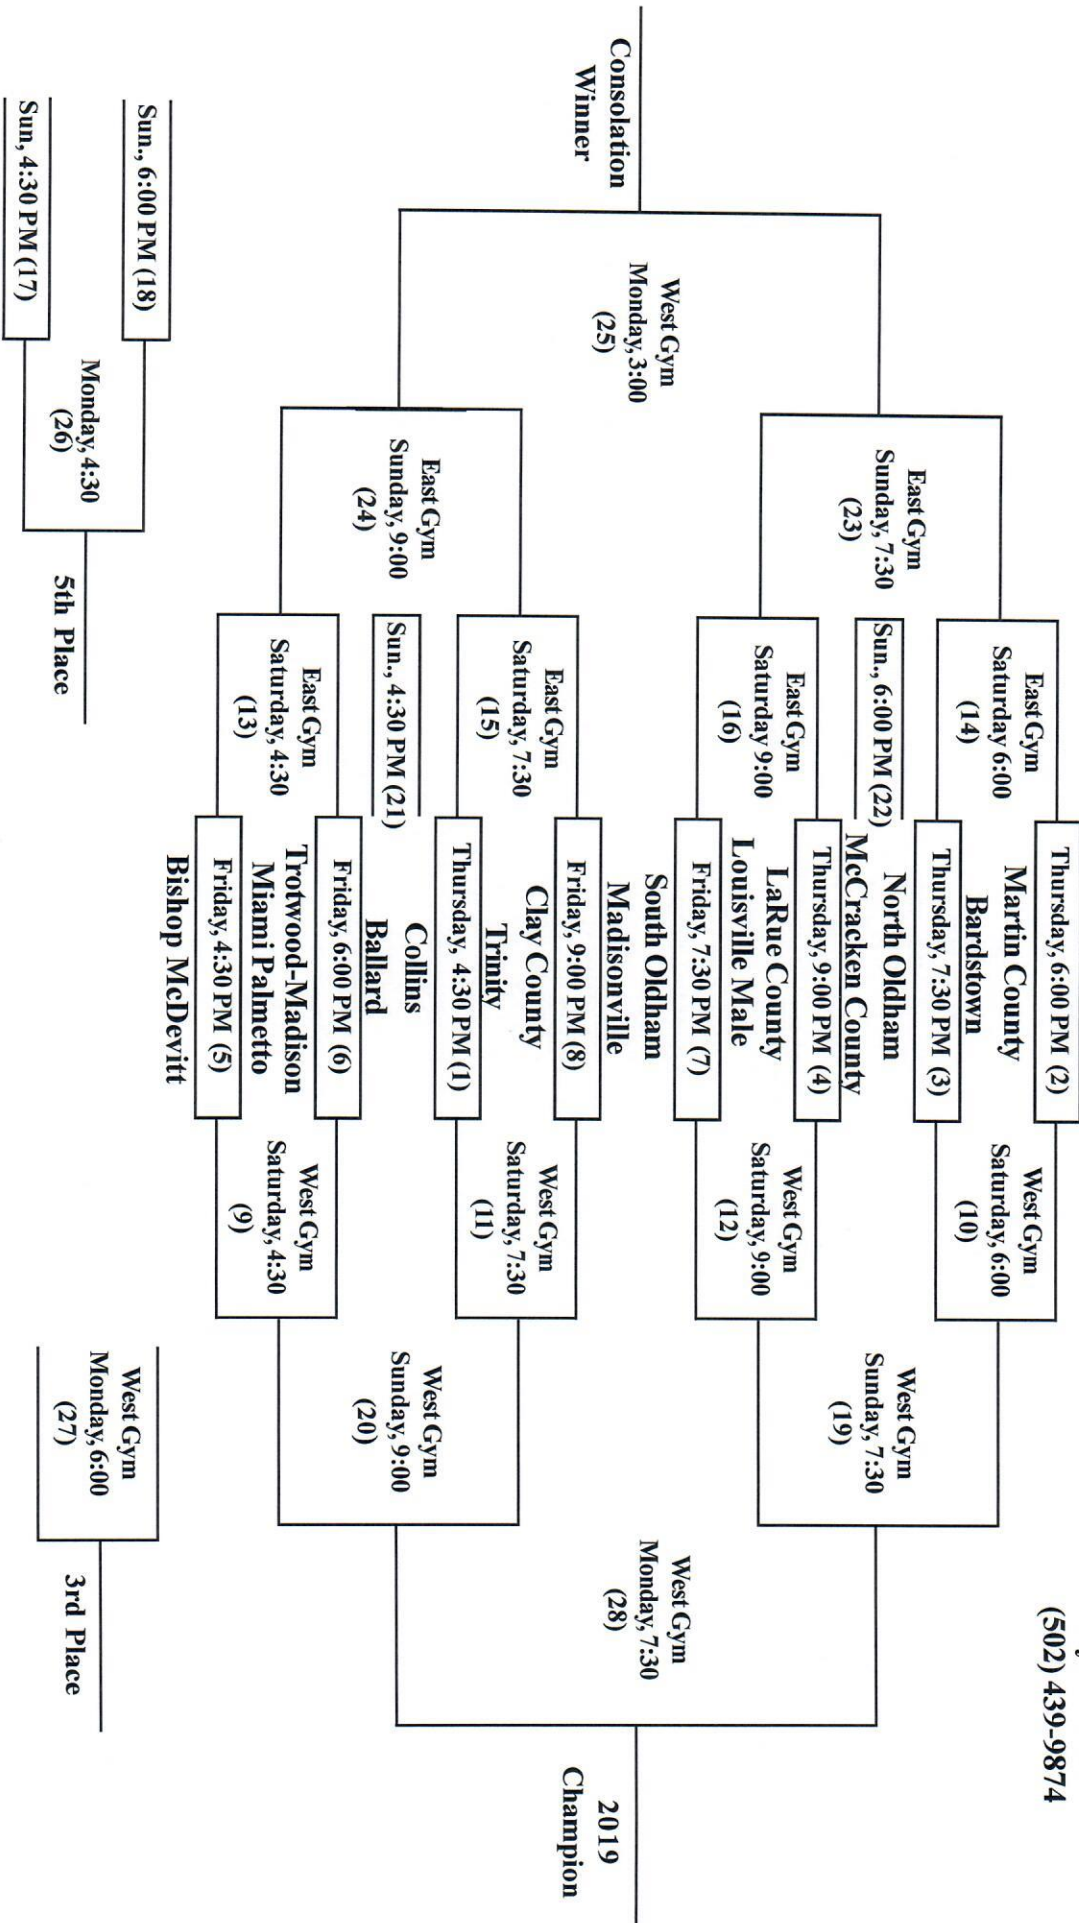 (502) 439-9874
Thursday, 6:00 PM (2)
Martin County
East Gym
Saturday 6:00
(14)
West Gym
Saturday, 6:00
(10)
Bardstown
Thursday, 7:30 PM (3)
North Oldham
East Gym
Sunday, 7:30
(23)
Sun., 6:00 PM (22)
West Gym
Sunday, 7:30
(19)
McCracken County
Thursday, 9:00 PM (4)
LaRue County
East Gym
Saturday 9:00
(16)
West Gym
Saturday, 9:00
(12)
Louisville Male
Friday, 7:30 PM (7)
South Oldham
West Gym
Monday, 3:00
(25)
Consolation
Winner
West Gym
Monday, 7:30
(28)
2019
Champion
Madisonville
Friday, 9:00 PM (8)
Clay County
East Gym
Saturday, 7:30
(15)
West Gym
Saturday, 7:30
(11)
Trinity
Thursday, 4:30 PM (1)
Collins
East Gym
Sunday, 9:00
(24)
Sun., 4:30 PM (21)
West Gym
Sunday, 9:00
(20)
Ballard
Friday, 6:00 PM (6)
Trotwood-Madison
East Gym
Saturday, 4:30
(13)
West Gym
Saturday, 4:30
(9)
Miami Palmetto
Friday, 4:30 PM (5)
Bishop McDevitt
Sun., 6:00 PM (18)
Monday, 4:30
(26)
5th Place
Sun, 4:30 PM (17)
West Gym
Monday, 6:00
(27)
3rd Place